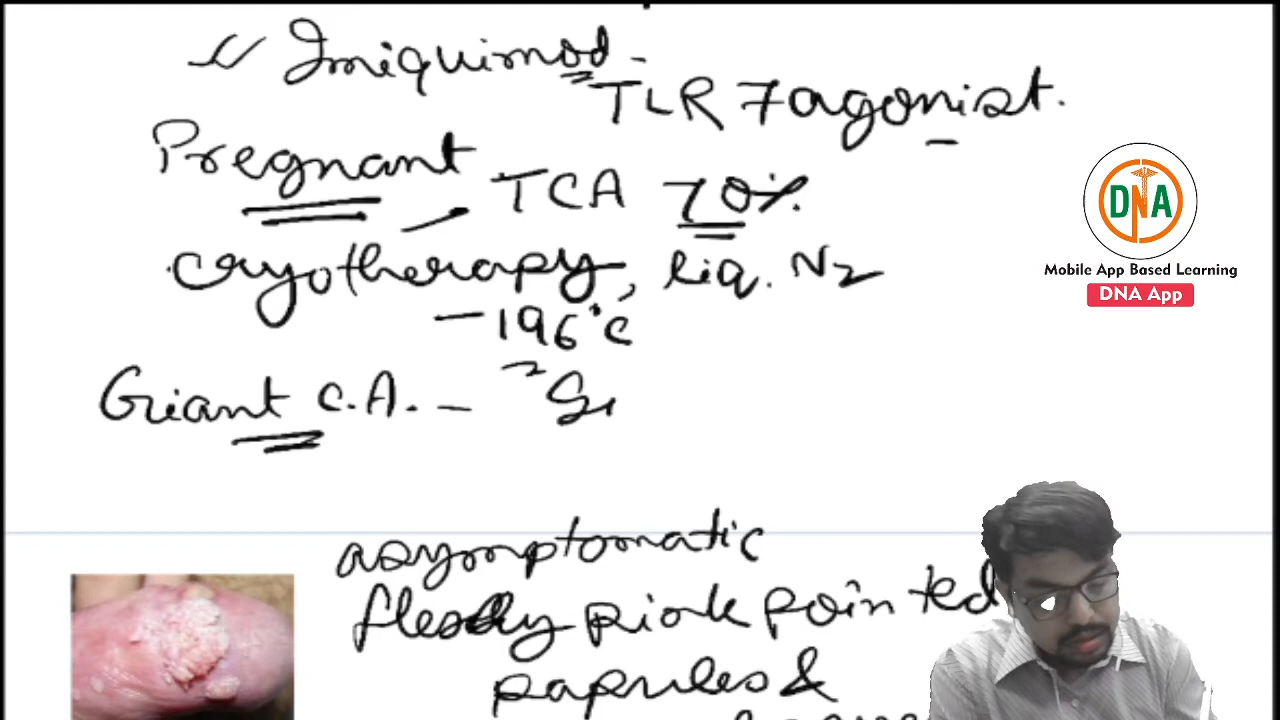 Imiquimod -
TLR 7 agonist.
Pregnant TCA 70%.
cryotherapy, liq. N2
-196°C
Giant C.A. -
DNA
Mobile App Based Learning
DNA App
asymptomatic
fleshy pink pointed
papules &